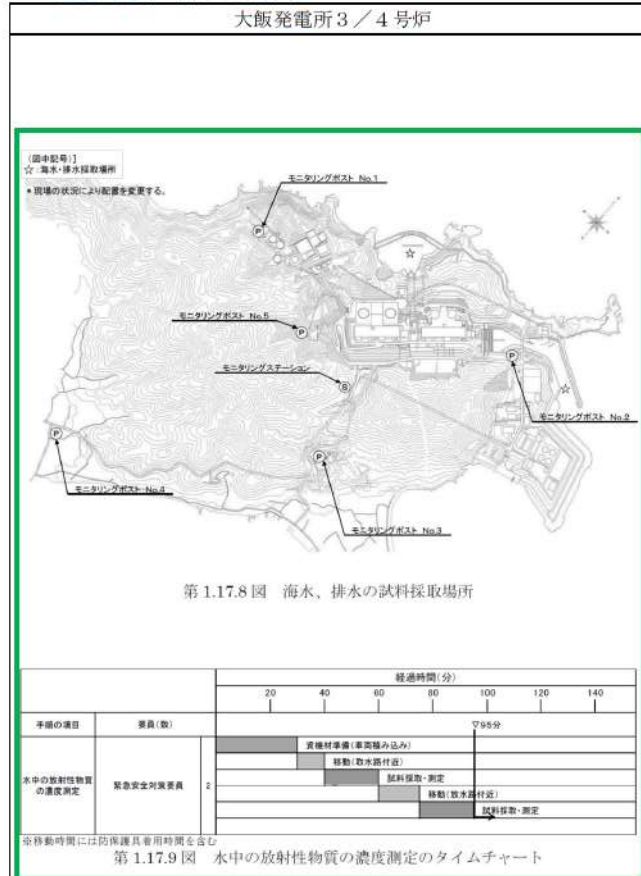 大飯発電所3／4号炉
(図中記号)]
☆:海水・排水採取場所
* 現場の状況により配置を変更する。
モニタリングポスト No.1
P
☆
モニタリングポスト No.5
P
モニタリングステーション
S
P
モニタリングポスト No.2
☆
P
モニタリングポスト No.4
P
モニタリングポスト No.3
第 1.17.8 図 海水、排水の試料採取場所
経過時間(分)
20 40 60 80 100 120 140
手順の項目 要員(数) ▽95分
水中の放射性物質の濃度測定 緊急安全対策要員 2
資機材準備(車両積み込み)
移動(取水路付近)
試料採取・測定
移動(放水路付近)
試料採取・測定
※移動時間には防保護具着用時間を含む
第 1.17.9 図 水中の放射性物質の濃度測定のタイムチャート